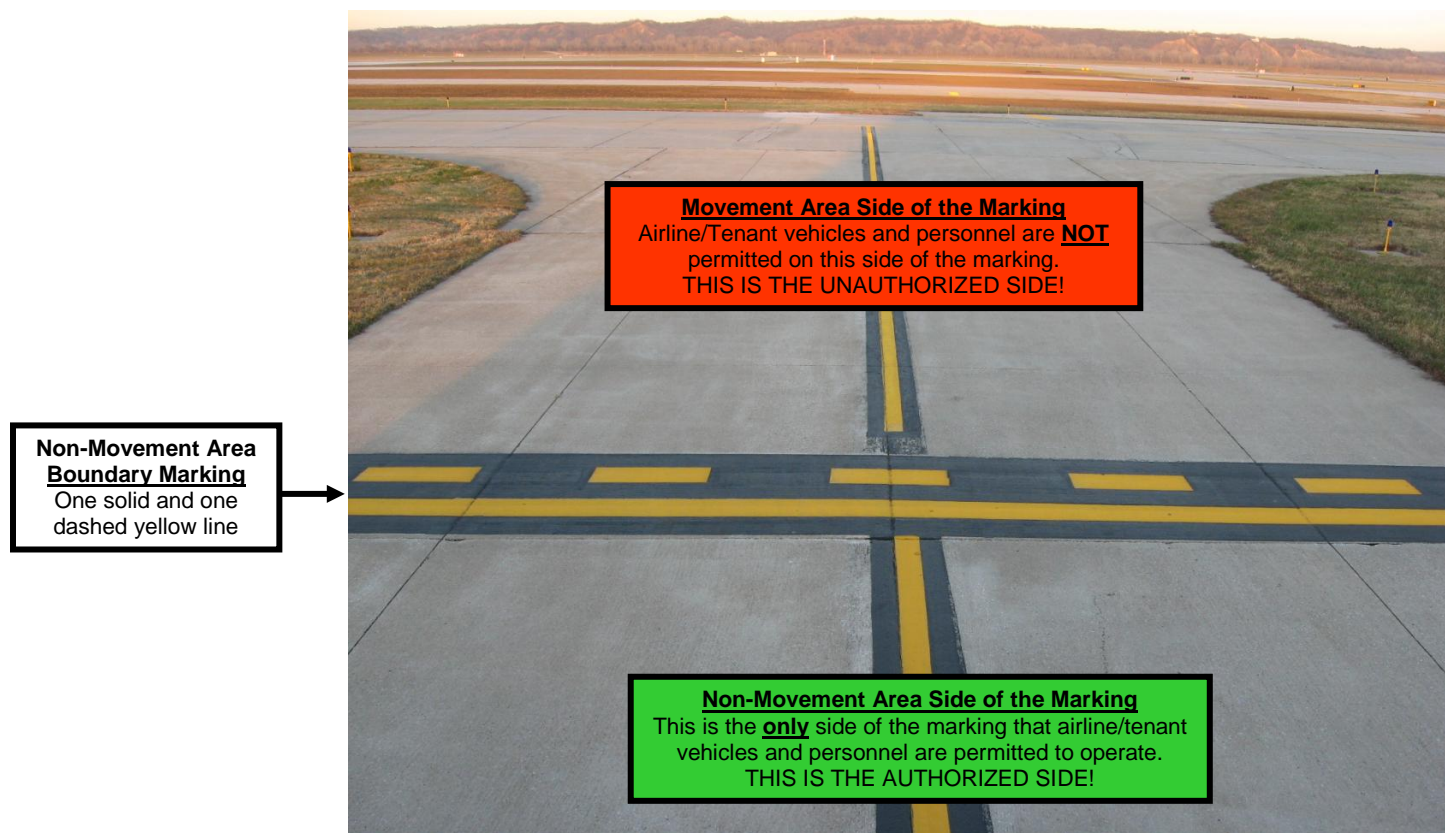 Movement Area Side of the Marking
Airline/Tenant vehicles and personnel are NOT
permitted on this side of the marking.
THIS IS THE UNAUTHORIZED SIDE!
Non-Movement Area
Boundary Marking
One solid and one
dashed yellow line
Non-Movement Area Side of the Marking
This is the only side of the marking that airline/tenant
vehicles and personnel are permitted to operate.
THIS IS THE AUTHORIZED SIDE!